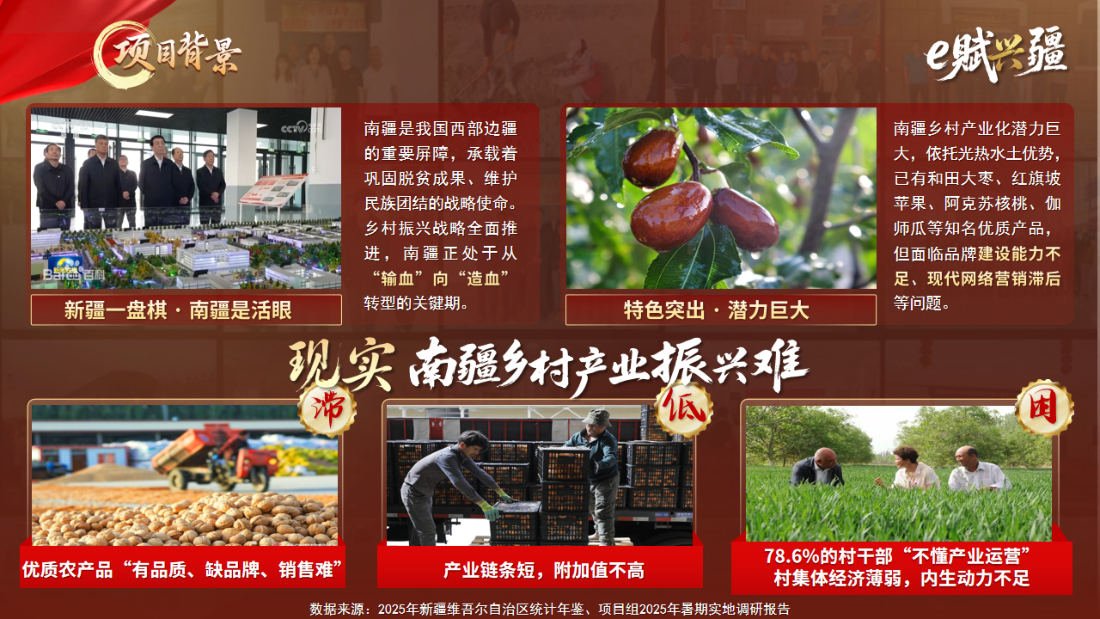 项目背景
e赋兴疆
CCTV
Baidu百科
南疆是我国西部边疆
的重要屏障，承载着
巩固脱贫成果、维护
民族团结的战略使命。
乡村振兴战略全面推
进，南疆正处于从
“输血”向“造血”
转型的关键期。
新疆一盘棋·南疆是活眼
南疆乡村产业化潜力巨
大，依托光热水土优势，
已有和田大枣、红旗坡
苹果、阿克苏核桃、伽
师瓜等知名优质产品，
但面临品牌建设能力不
足、现代网络营销滞后
等问题。
特色突出·潜力巨大
现实 南疆乡村产业振兴难
滞
低
困
优质农产品“有品质、缺品牌、销售难”
产业链条短，附加值不高
78.6%的村干部“不懂产业运营”
村集体经济薄弱，内生动力不足
数据来源：2025年新疆维吾尔自治区统计年鉴、项目组2025年暑期实地调研报告